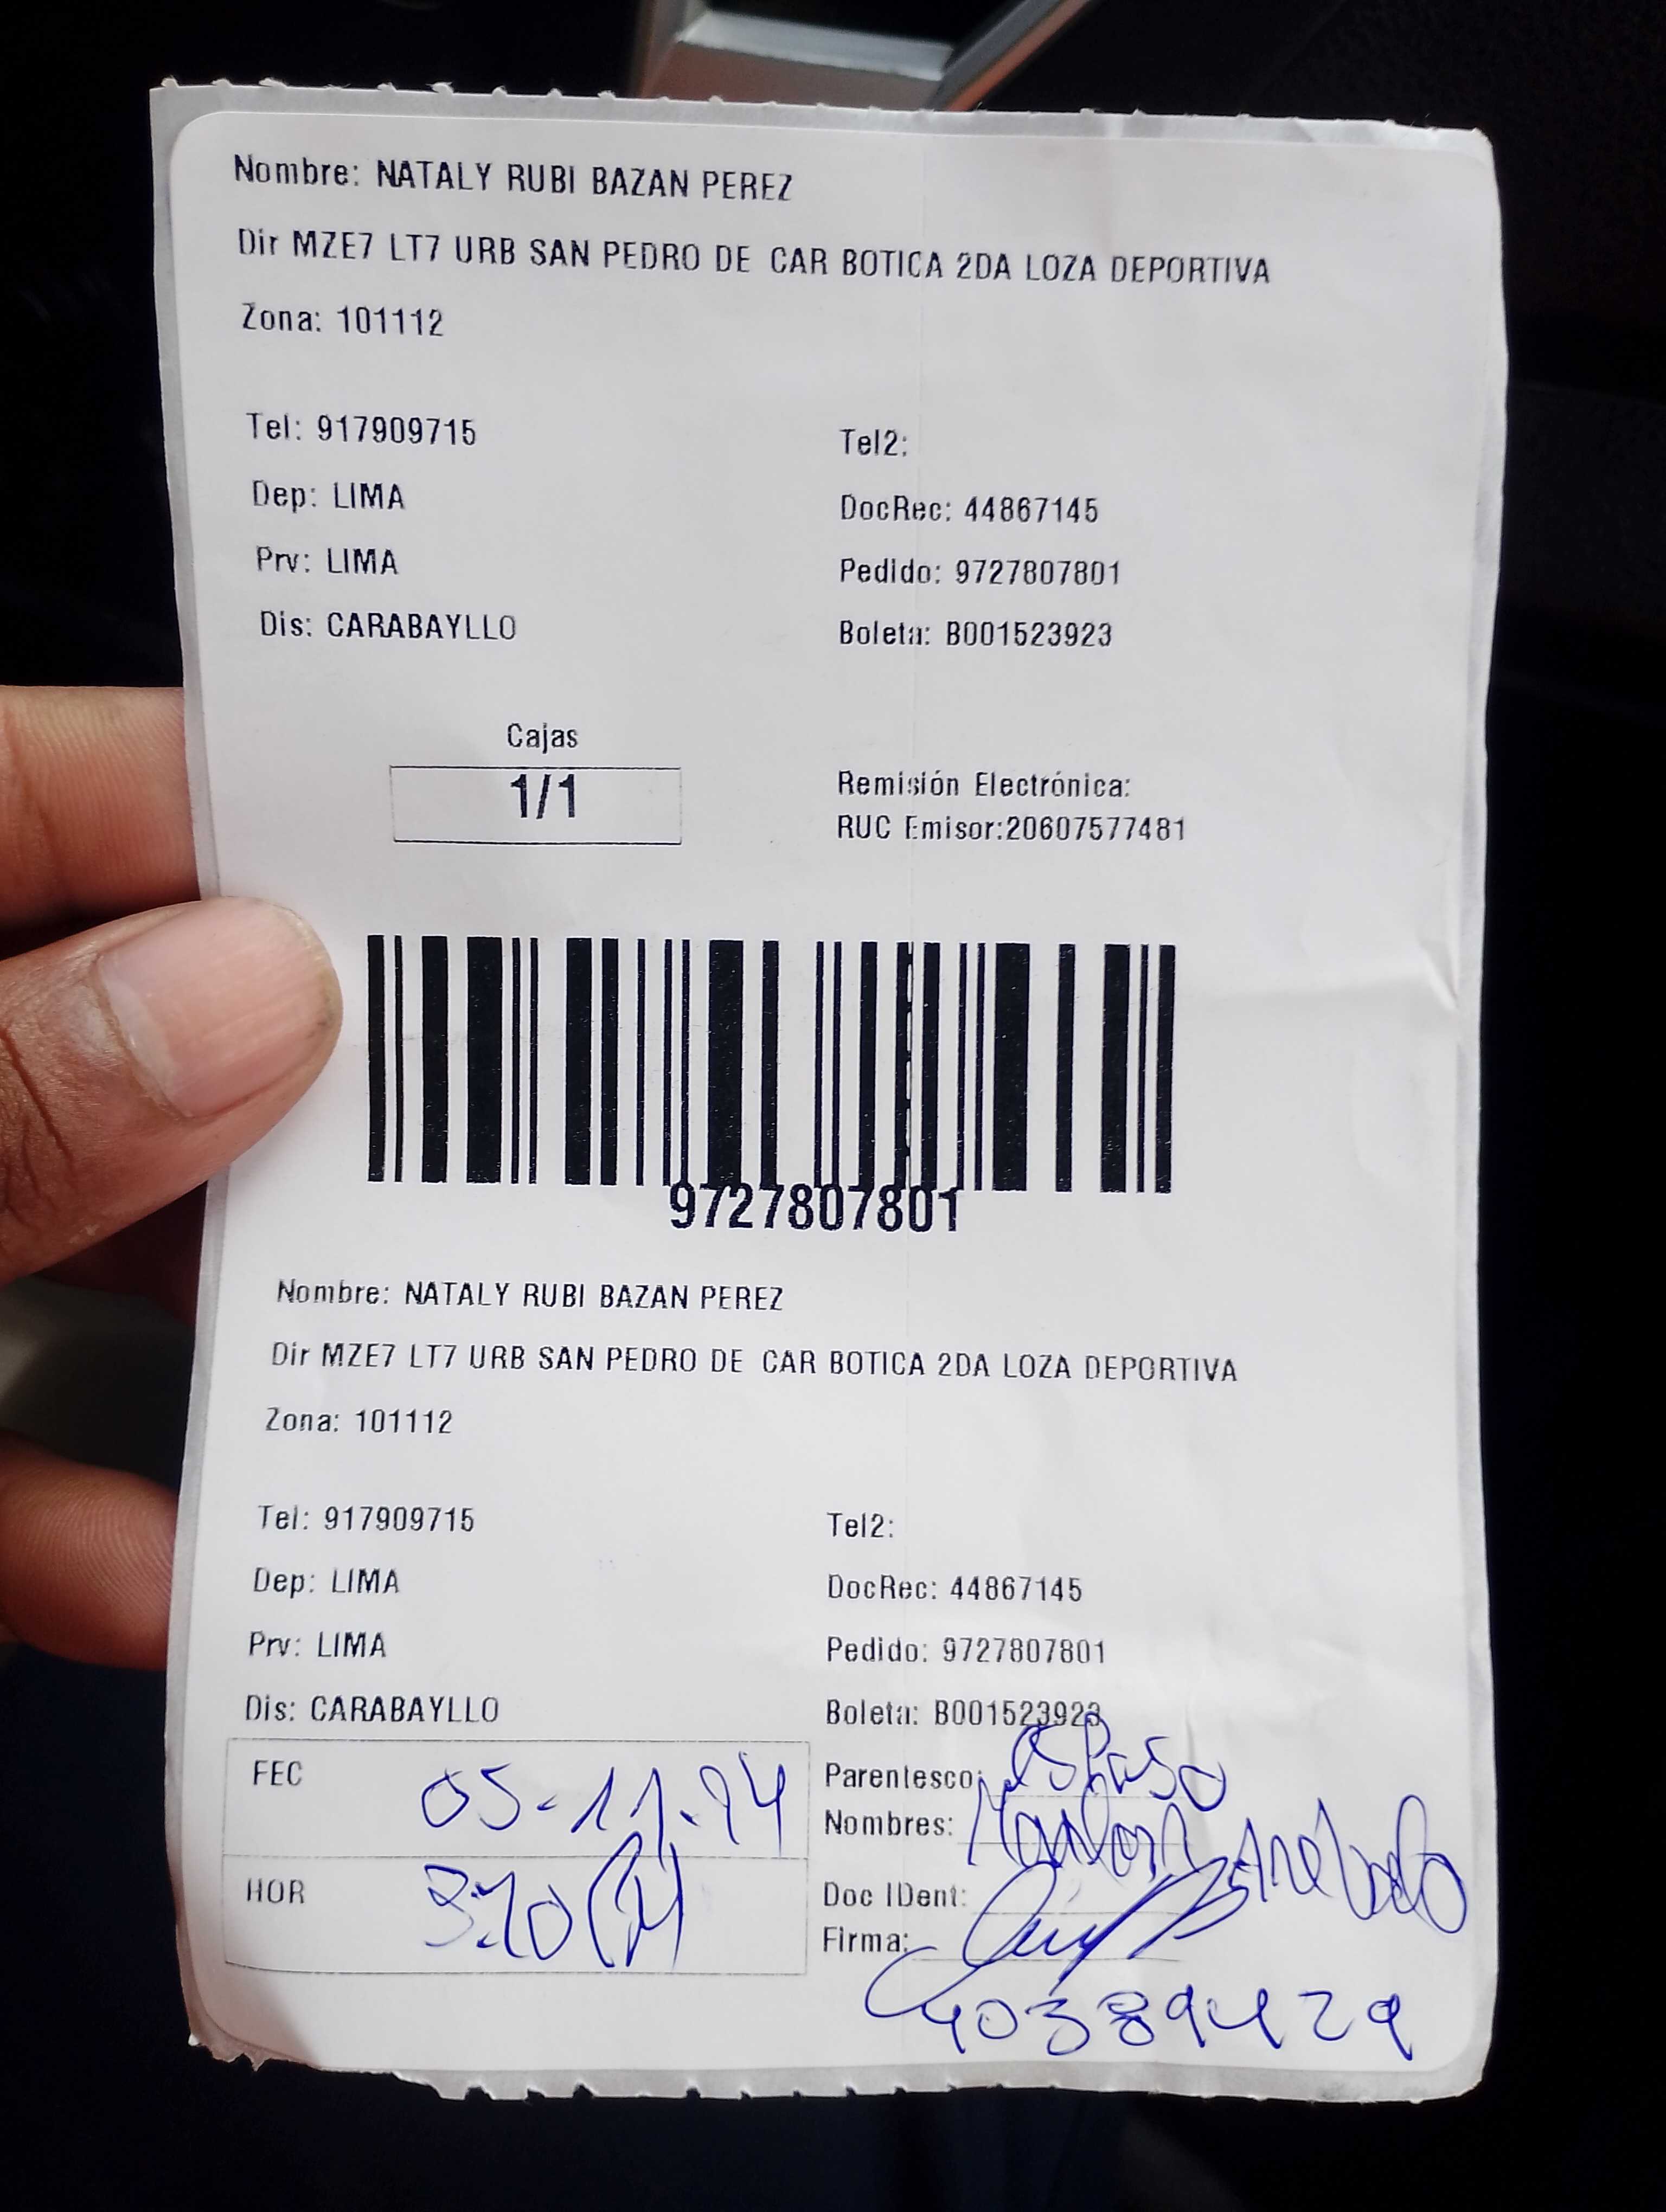 Nombre: NATALY RUBI BAZAN PEREZ
Dir MZE7 LT7 URB SAN PEDRO DE CAR BOTICA 2DA LOZA DEPORTIVA
Zona: 101112
Tel: 917909715 Tel2:
Dep: LIMA DocRec: 44867145
Prv: LIMA Pedido: 9727807801
Dis: CARABAYLLO Boleta: B001523923
Cajas
1/1
Remisión Electrónica:
RUC Emisor:20607577481
9727807801
Nombre: NATALY RUBI BAZAN PEREZ
Dir MZE7 LT7 URB SAN PEDRO DE CAR BOTICA 2DA LOZA DEPORTIVA
Zona: 101112
Tel: 917909715 Tel2:
Dep: LIMA DocRec: 44867145
Prv: LIMA Pedido: 9727807801
Dis: CARABAYLLO Boleta: B001523923
FEC 05-11-24 Parentesco: esposo
Nombres:
HOR Doc IDent:
Firma:
40389429